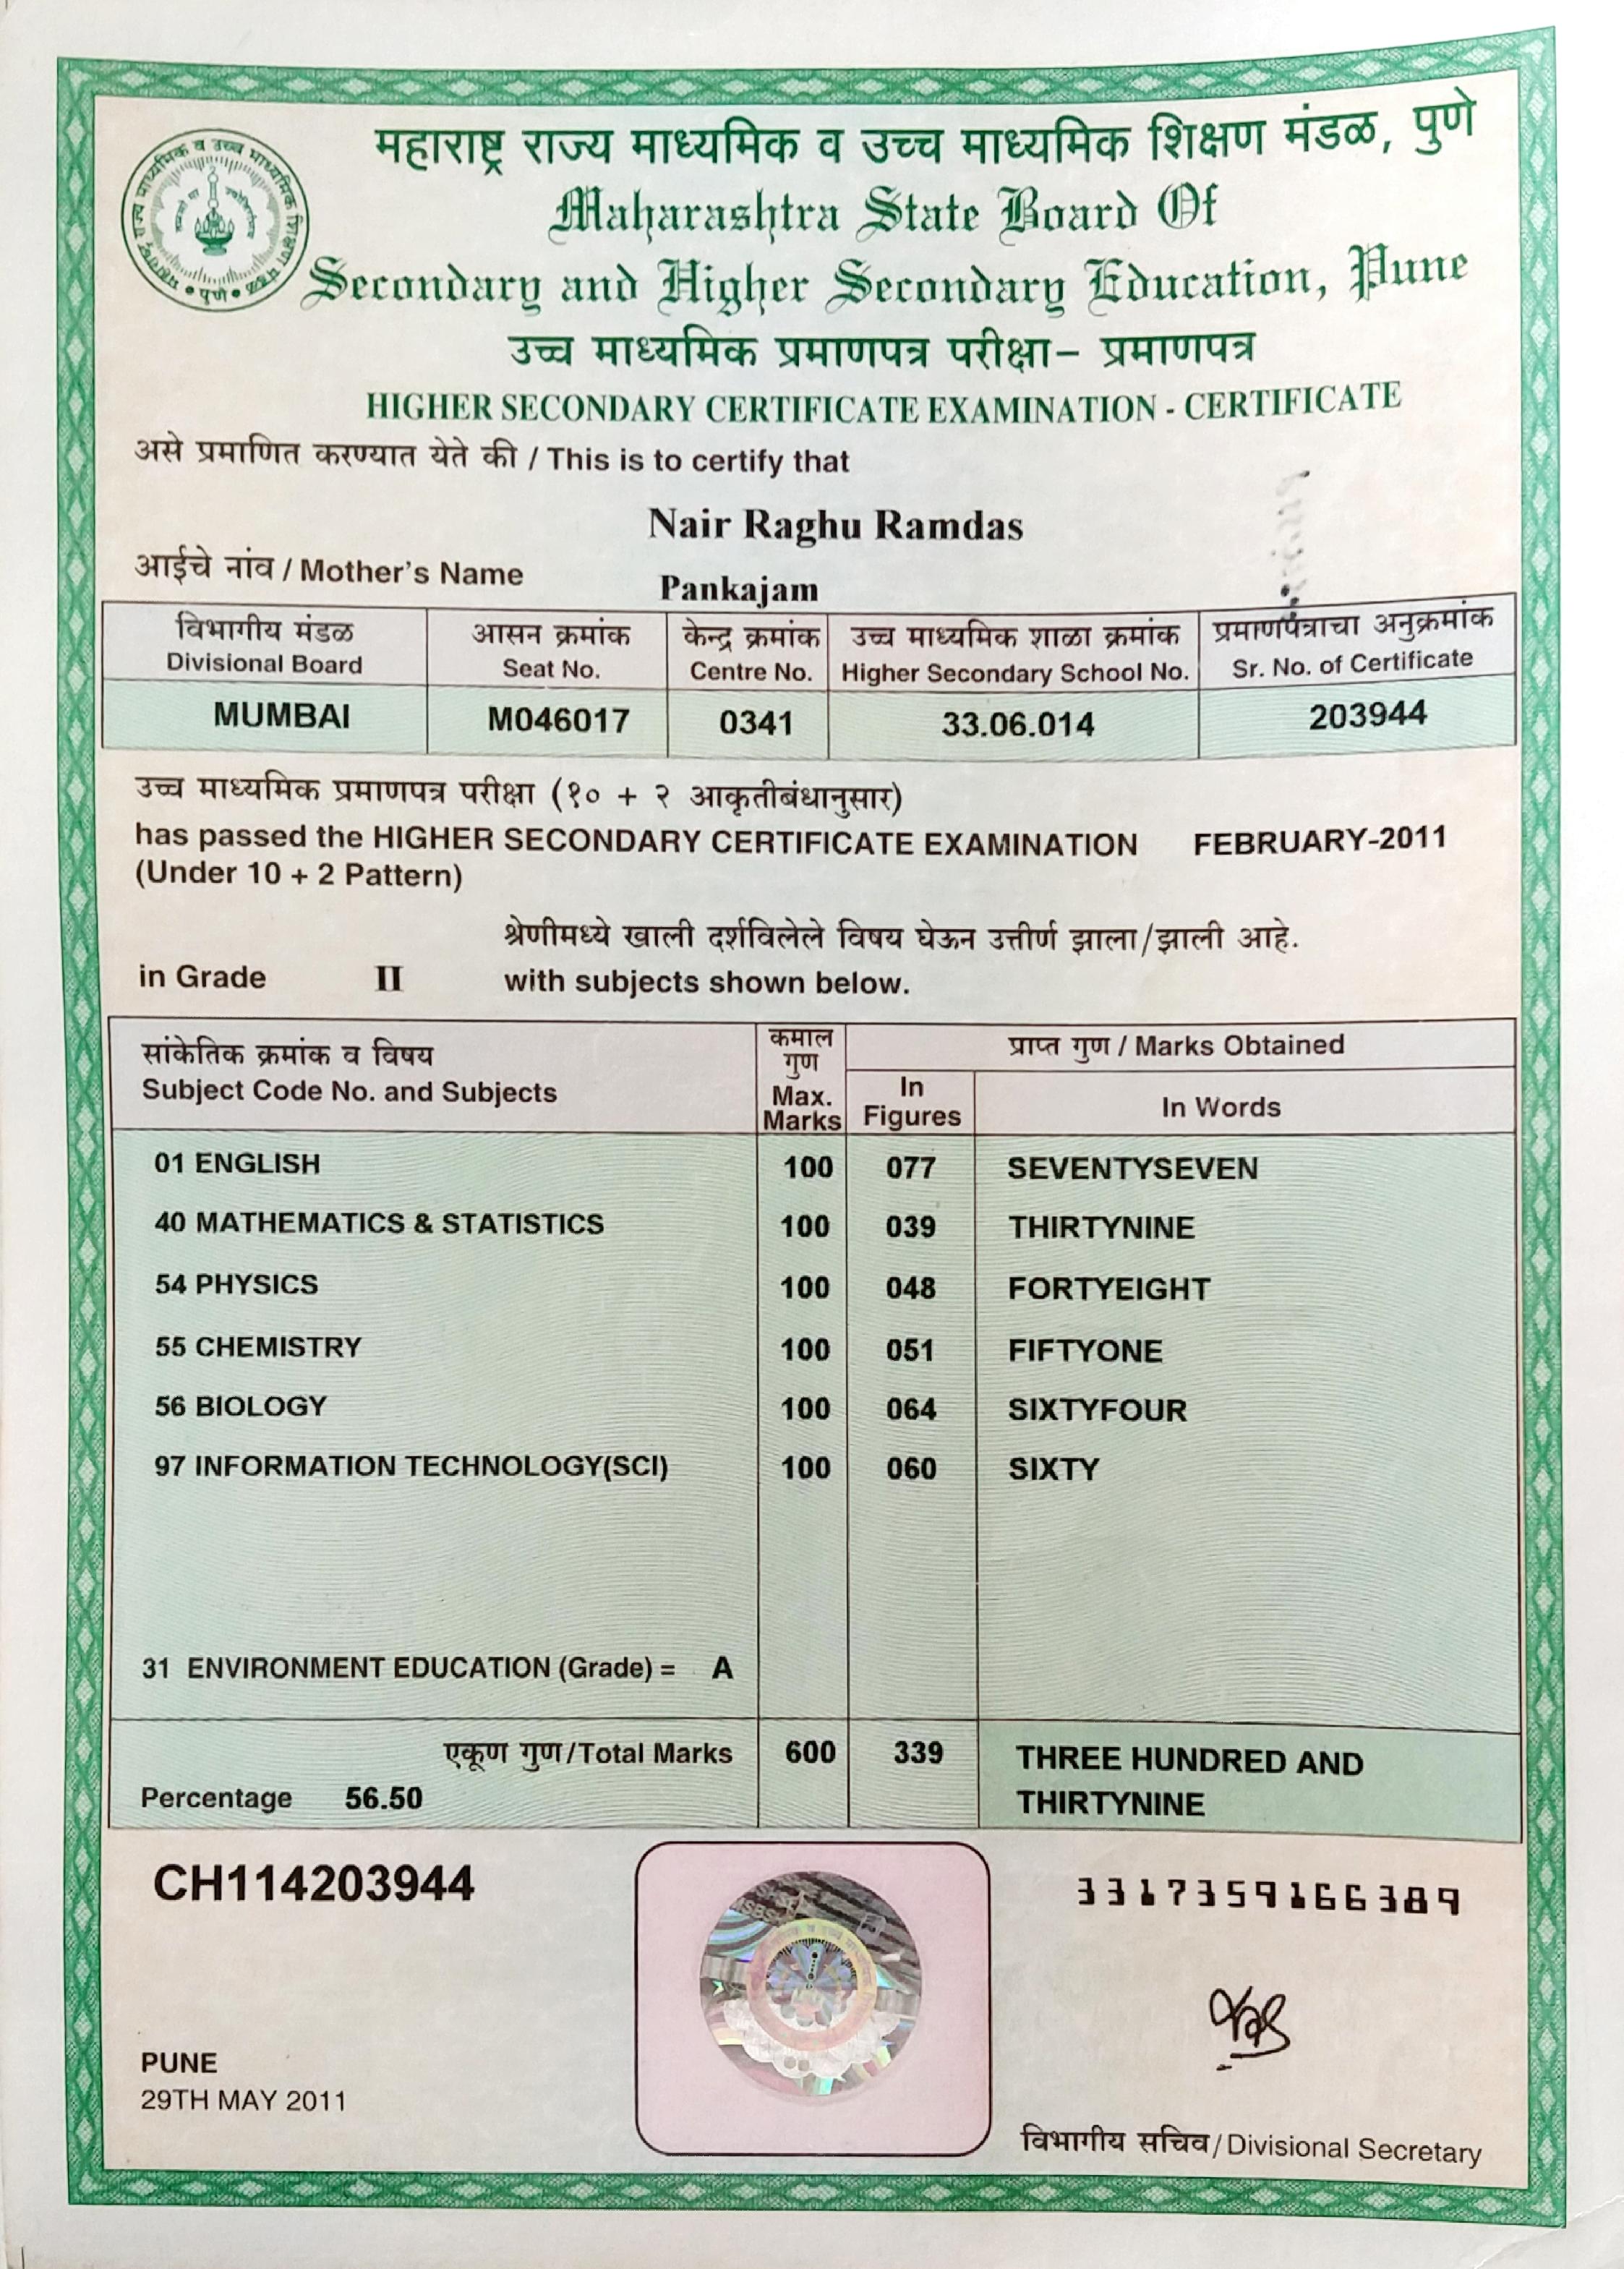 महाराष्ट्र राज्य माध्यमिक व उच्च माध्यमिक शिक्षण मंडळ, पुणे
Maharashtra State Board Of
Secondary and Higher Secondary Education, Pune
उच्च माध्यमिक प्रमाणपत्र परीक्षा– प्रमाणपत्र
HIGHER SECONDARY CERTIFICATE EXAMINATION - CERTIFICATE
असे प्रमाणित करण्यात येते की / This is to certify that
Nair Raghu Ramdas
आईचे नांव / Mother's Name Pankajam
विभागीय मंडळ आसन क्रमांक केन्द्र क्रमांक उच्च माध्यमिक शाळा क्रमांक प्रमाणपत्राचा अनुक्रमांक
Divisional Board Seat No. Centre No. Higher Secondary School No. Sr. No. of Certificate
MUMBAI M046017 0341 33.06.014 203944
उच्च माध्यमिक प्रमाणपत्र परीक्षा (१० + २ आकृतीबंधानुसार)
has passed the HIGHER SECONDARY CERTIFICATE EXAMINATION FEBRUARY-2011
(Under 10 + 2 Pattern)
श्रेणीमध्ये खाली दर्शविलेले विषय घेऊन उत्तीर्ण झाला/झाली आहे.
in Grade II with subjects shown below.
सांकेतिक क्रमांक व विषय
Subject Code No. and Subjects
कमाल
गुण
Max.
Marks
प्राप्त गुण / Marks Obtained
In
Figures
In Words
01 ENGLISH 100 077 SEVENTYSEVEN
40 MATHEMATICS & STATISTICS 100 039 THIRTYNINE
54 PHYSICS 100 048 FORTYEIGHT
55 CHEMISTRY 100 051 FIFTYONE
56 BIOLOGY 100 064 SIXTYFOUR
97 INFORMATION TECHNOLOGY(SCI) 100 060 SIXTY
31 ENVIRONMENT EDUCATION (Grade) = A
एकूण गुण/Total Marks 600 339 THREE HUNDRED AND
Percentage 56.50 THIRTYNINE
CH114203944
3317359166389
PUNE
29TH MAY 2011
विभागीय सचिव/Divisional Secretary